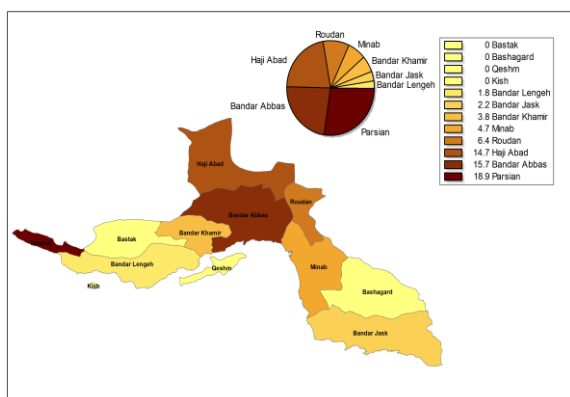 Roudan
Minab
Haji Abad
Bandar Khamir
Bandar Jask
Bandar Lengeh
Bandar Abbas
Parsian
0 Bastak
0 Bashagard
0 Qeshm
0 Kish
1.8 Bandar Lengeh
2.2 Bandar Jask
3.8 Bandar Khamir
4.7 Minab
6.4 Roudan
14.7 Haji Abad
15.7 Bandar Abbas
18.9 Parsian
Haji Abad
Roudan
Bandar Abbas
Bandar Khamir
Bastak
Bandar Lengeh
Qeshm
Minab
Kish
Bashagard
Bandar Jask